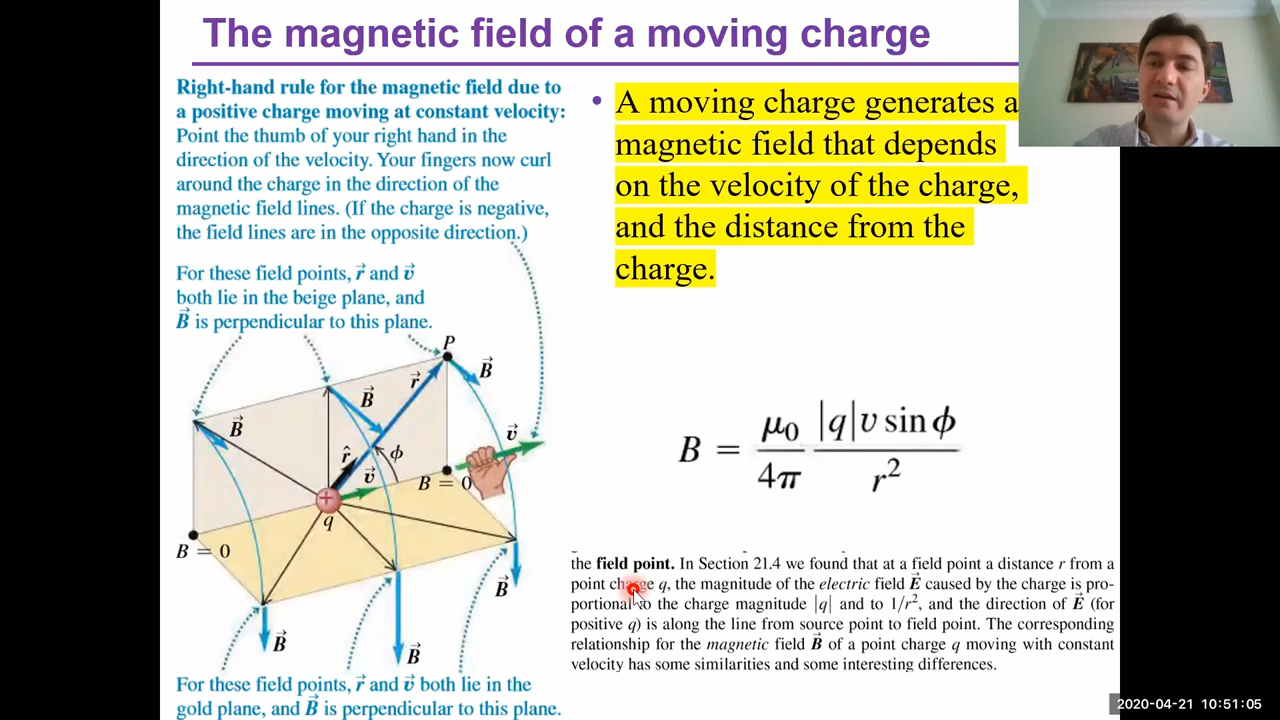 The magnetic field of a moving charge
Right-hand rule for the magnetic field due to
a positive charge moving at constant velocity:
Point the thumb of your right hand in the
direction of the velocity. Your fingers now curl
around the charge in the direction of the
magnetic field lines. (If the charge is negative,
the field lines are in the opposite direction.)
For these field points, r⃗ and v⃗
both lie in the beige plane, and
B⃗ is perpendicular to this plane.
P
B⃗
r⃗
B⃗
B⃗
v⃗
r̂
ϕ
v⃗
B = 0
q
B = 0
B⃗
B⃗
B⃗
For these field points, r⃗ and v⃗ both lie in the
gold plane, and B⃗ is perpendicular to this plane.
• A moving charge generates a
magnetic field that depends
on the velocity of the charge,
and the distance from the
charge.
B = μ₀/4π |q|v sin ϕ/r²
the field point. In Section 21.4 we found that at a field point a distance r from a
point charge q, the magnitude of the electric field E⃗ caused by the charge is pro-
portional to the charge magnitude |q| and to 1/r², and the direction of E⃗ (for
positive q) is along the line from source point to field point. The corresponding
relationship for the magnetic field B⃗ of a point charge q moving with constant
velocity has some similarities and some interesting differences.
2020-04-21 10:51:05